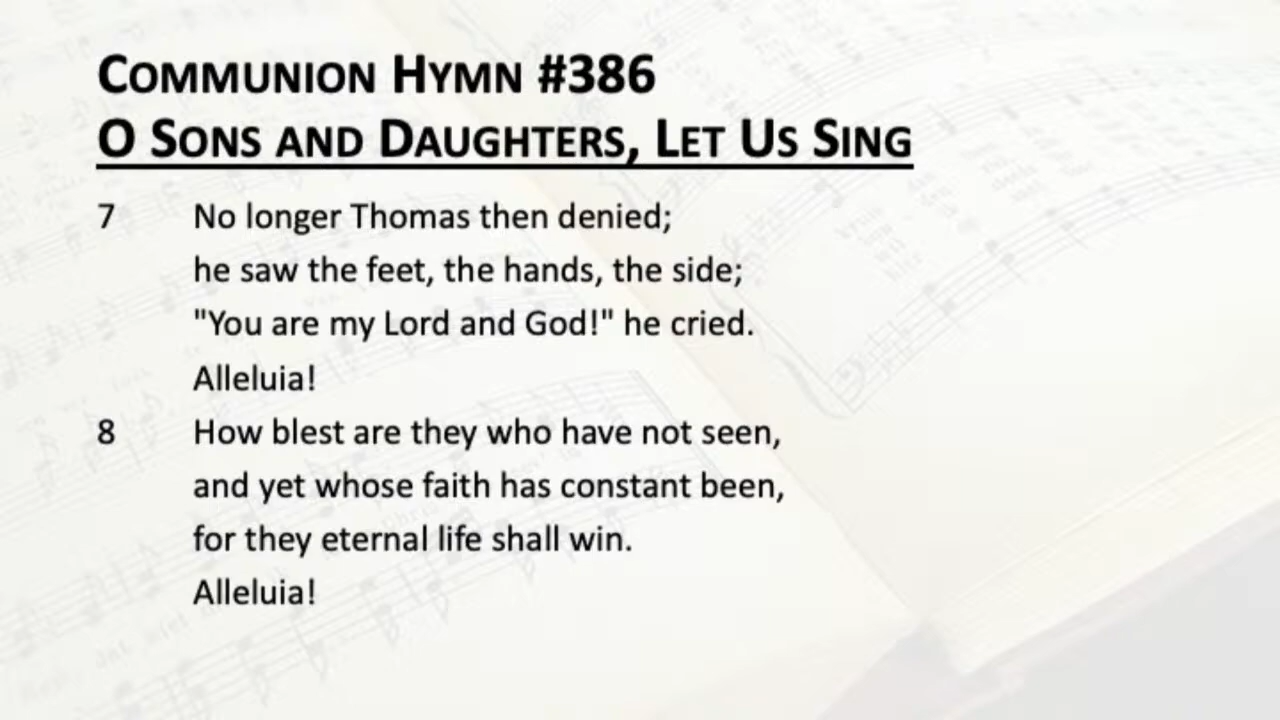 Communion Hymn #386
O Sons and Daughters, Let Us Sing
7 No longer Thomas then denied;
he saw the feet, the hands, the side;
"You are my Lord and God!" he cried.
Alleluia!
8 How blest are they who have not seen,
and yet whose faith has constant been,
for they eternal life shall win.
Alleluia!